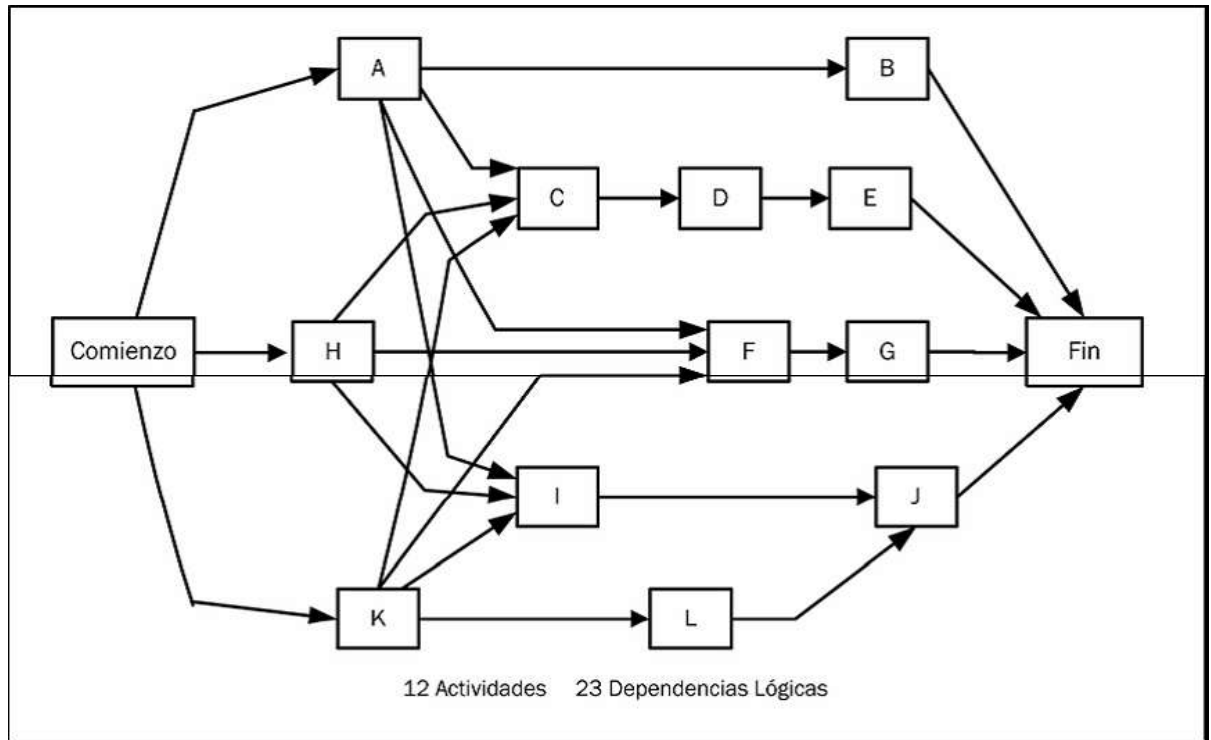 A
B
C
D
E
Comienzo
H
F
G
Fin
I
J
K
L
12 Actividades 23 Dependencias Lógicas